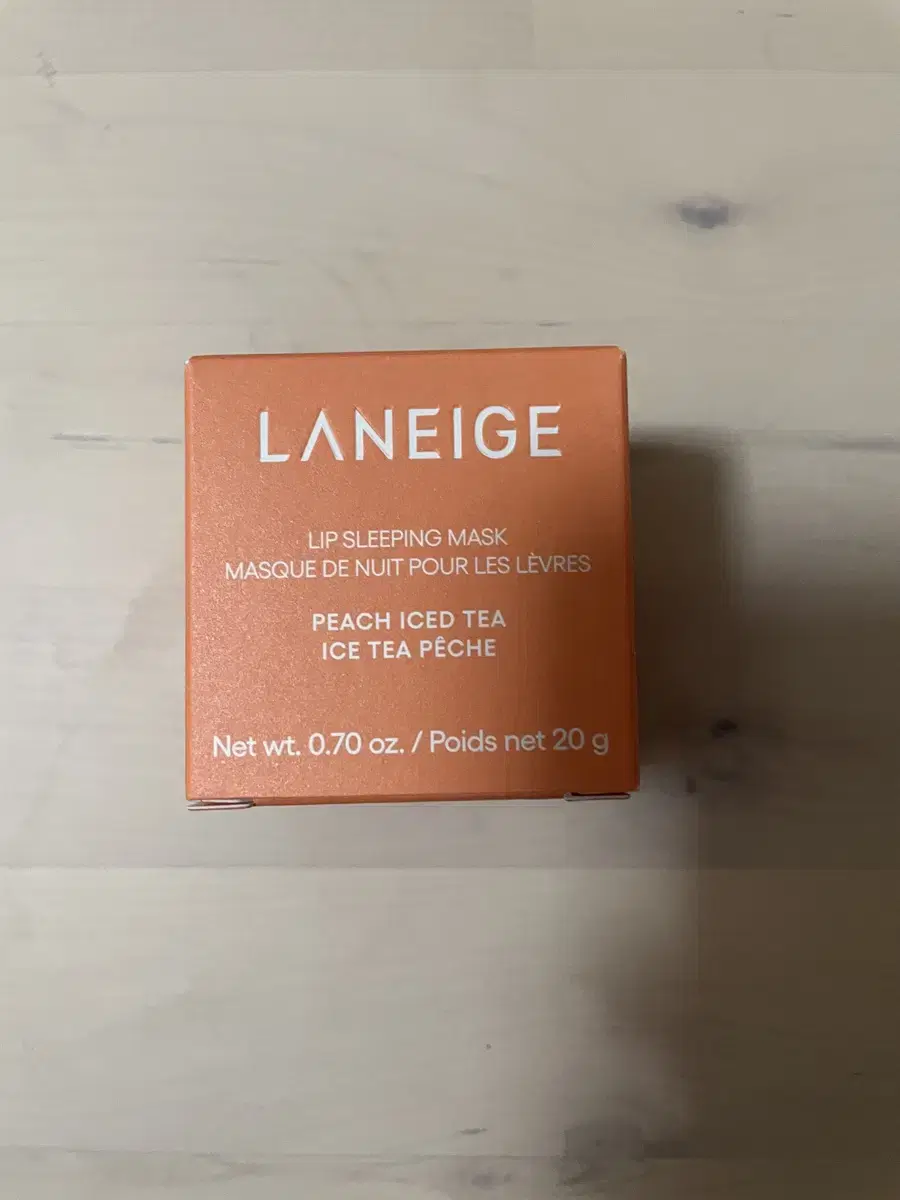 LANEIGE
LIP SLEEPING MASK
MASQUE DE NUIT POUR LES LÈVRES
PEACH ICED TEA
ICE TEA PÊCHE
Net wt. 0.70 oz. / Poids net 20 g